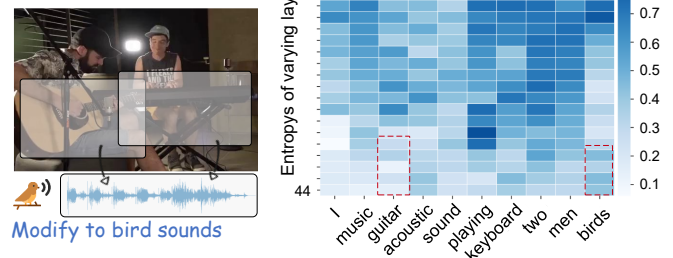 Modify to bird sounds
Entropys of varying lay
44
I
music
guitar
acoustic
sound
playing
keyboard
two
men
birds
0.7
0.6
0.5
0.4
0.3
0.2
0.1